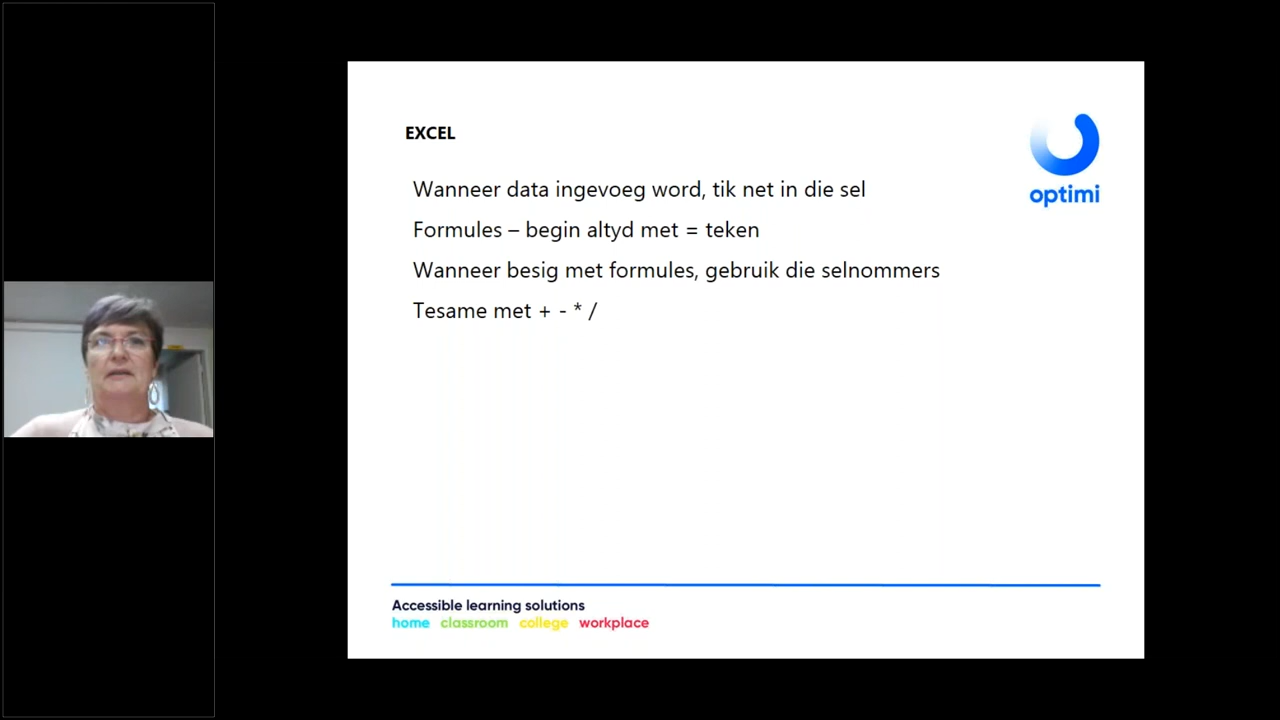 EXCEL
Wanneer data ingevoeg word, tik net in die sel
Formules – begin altyd met = teken
Wanneer besig met formules, gebruik die selnommers
Tesame met + - * /
optimi
Accessible learning solutions
home classroom college workplace